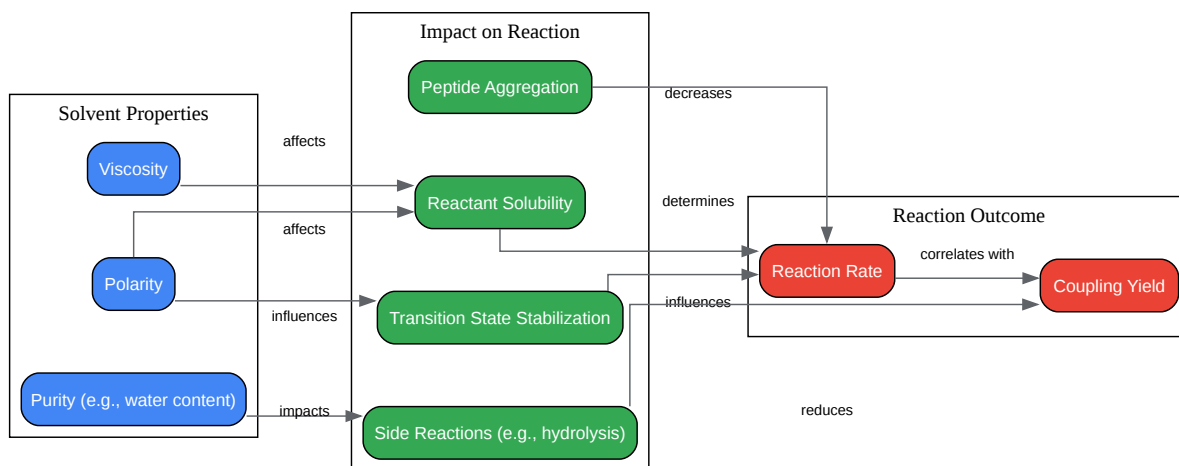 Impact on Reaction
Peptide Aggregation
decreases
Solvent Properties
Viscosity
affects
Reactant Solubility
determines
Reaction Outcome
affects
Polarity
Reaction Rate
correlates with
Coupling Yield
influences
Transition State Stabilization
influences
Purity (e.g., water content)
impacts
Side Reactions (e.g., hydrolysis)
reduces